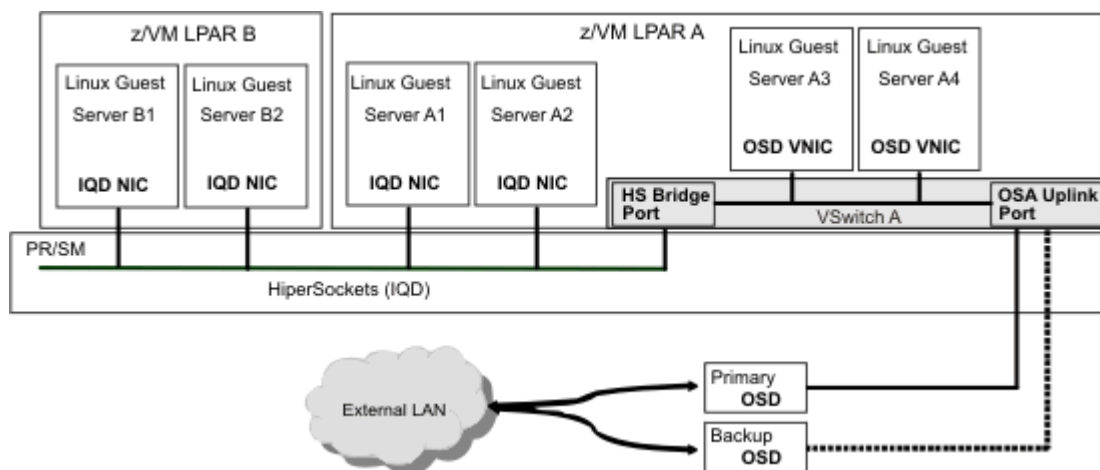 z/VM LPAR B
z/VM LPAR A
Linux Guest
Server B1
IQD NIC
Linux Guest
Server B2
IQD NIC
Linux Guest
Server A1
IQD NIC
Linux Guest
Server A2
IQD NIC
Linux Guest
Server A3
OSD VNIC
Linux Guest
Server A4
OSD VNIC
HS Bridge
Port
VSwitch A
OSA Uplink
Port
PR/SM
HiperSockets (IQD)
External LAN
Primary
OSD
Backup
OSD